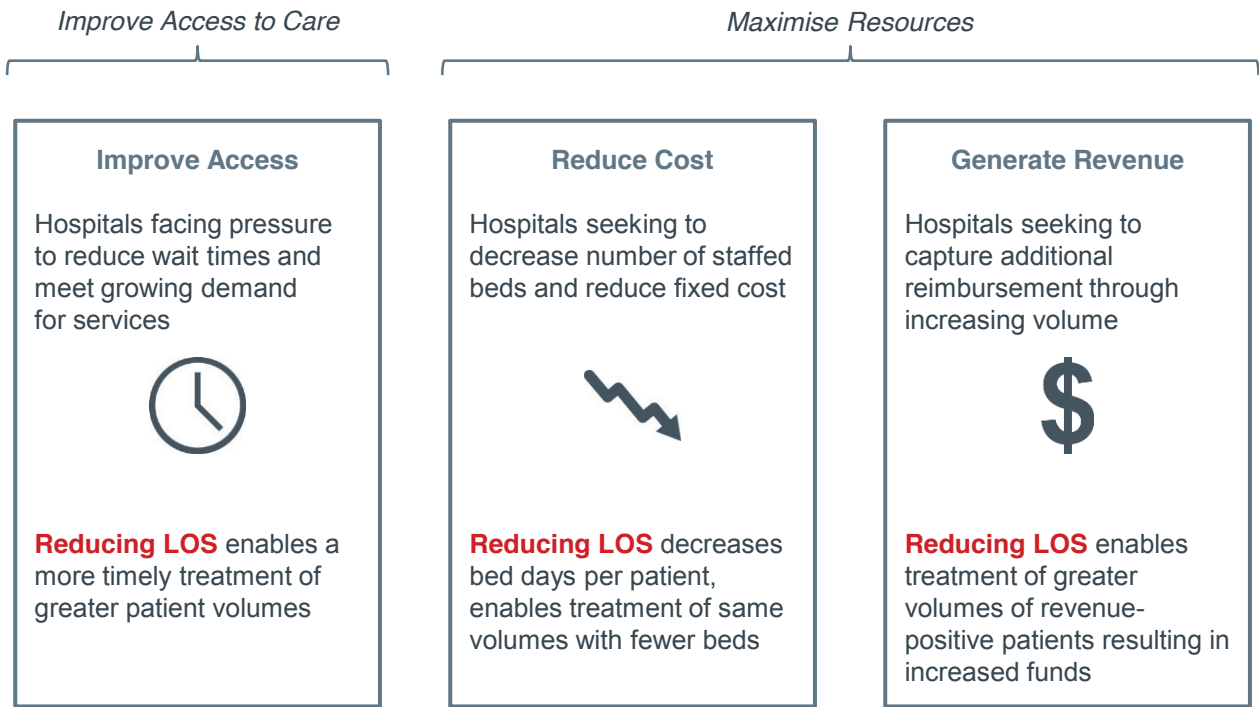 Improve Access to Care
Maximise Resources
Improve Access
Hospitals facing pressure
to reduce wait times and
meet growing demand
for services
Reducing LOS enables a
more timely treatment of
greater patient volumes
Reduce Cost
Hospitals seeking to
decrease number of staffed
beds and reduce fixed cost
Reducing LOS decreases
bed days per patient,
enables treatment of same
volumes with fewer beds
Generate Revenue
Hospitals seeking to
capture additional
reimbursement through
increasing volume
$
Reducing LOS enables
treatment of greater
volumes of revenue-
positive patients resulting in
increased funds